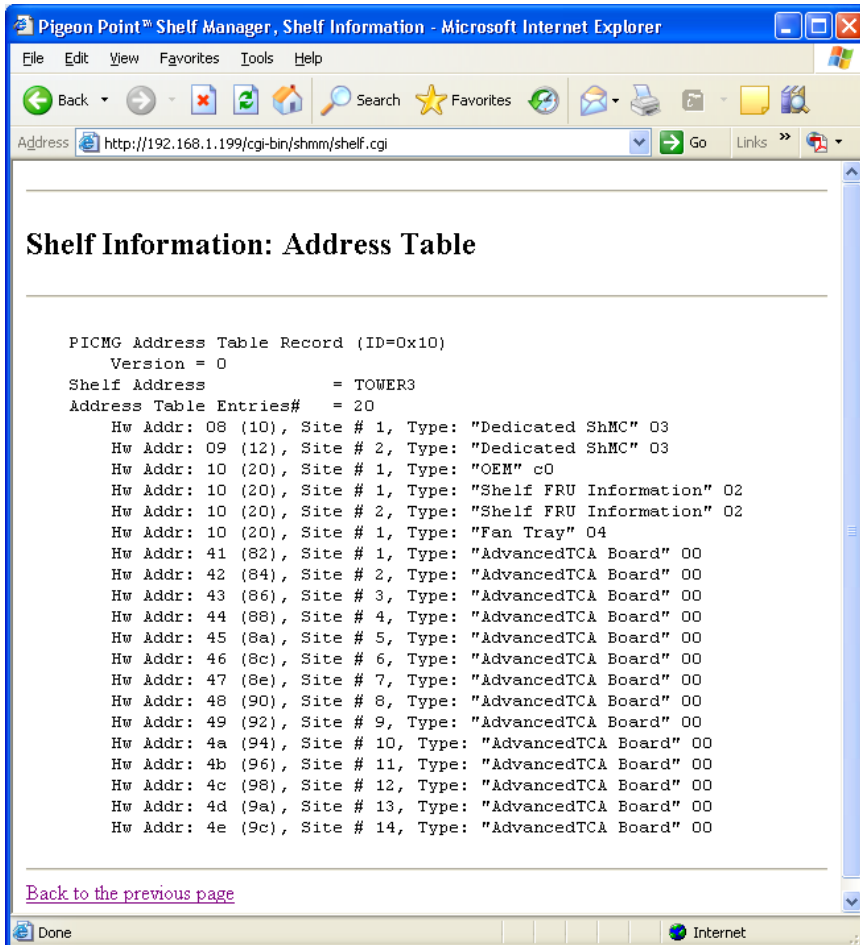 Pigeon Point™ Shelf Manager, Shelf Information - Microsoft Internet Explorer
File Edit View Favorites Tools Help
Back Search Favorites
Address http://192.168.1.199/cgi-bin/shmm/shelf.cgi Go Links »
Shelf Information: Address Table
PICMG Address Table Record (ID=0x10)
Version = 0
Shelf Address = TOWER3
Address Table Entries# = 20
Hw Addr: 08 (10), Site # 1, Type: "Dedicated ShMC" 03
Hw Addr: 09 (12), Site # 2, Type: "Dedicated ShMC" 03
Hw Addr: 10 (20), Site # 1, Type: "OEM" c0
Hw Addr: 10 (20), Site # 1, Type: "Shelf FRU Information" 02
Hw Addr: 10 (20), Site # 2, Type: "Shelf FRU Information" 02
Hw Addr: 10 (20), Site # 1, Type: "Fan Tray" 04
Hw Addr: 41 (82), Site # 1, Type: "AdvancedTCA Board" 00
Hw Addr: 42 (84), Site # 2, Type: "AdvancedTCA Board" 00
Hw Addr: 43 (86), Site # 3, Type: "AdvancedTCA Board" 00
Hw Addr: 44 (88), Site # 4, Type: "AdvancedTCA Board" 00
Hw Addr: 45 (8a), Site # 5, Type: "AdvancedTCA Board" 00
Hw Addr: 46 (8c), Site # 6, Type: "AdvancedTCA Board" 00
Hw Addr: 47 (8e), Site # 7, Type: "AdvancedTCA Board" 00
Hw Addr: 48 (90), Site # 8, Type: "AdvancedTCA Board" 00
Hw Addr: 49 (92), Site # 9, Type: "AdvancedTCA Board" 00
Hw Addr: 4a (94), Site # 10, Type: "AdvancedTCA Board" 00
Hw Addr: 4b (96), Site # 11, Type: "AdvancedTCA Board" 00
Hw Addr: 4c (98), Site # 12, Type: "AdvancedTCA Board" 00
Hw Addr: 4d (9a), Site # 13, Type: "AdvancedTCA Board" 00
Hw Addr: 4e (9c), Site # 14, Type: "AdvancedTCA Board" 00
Back to the previous page
Done Internet